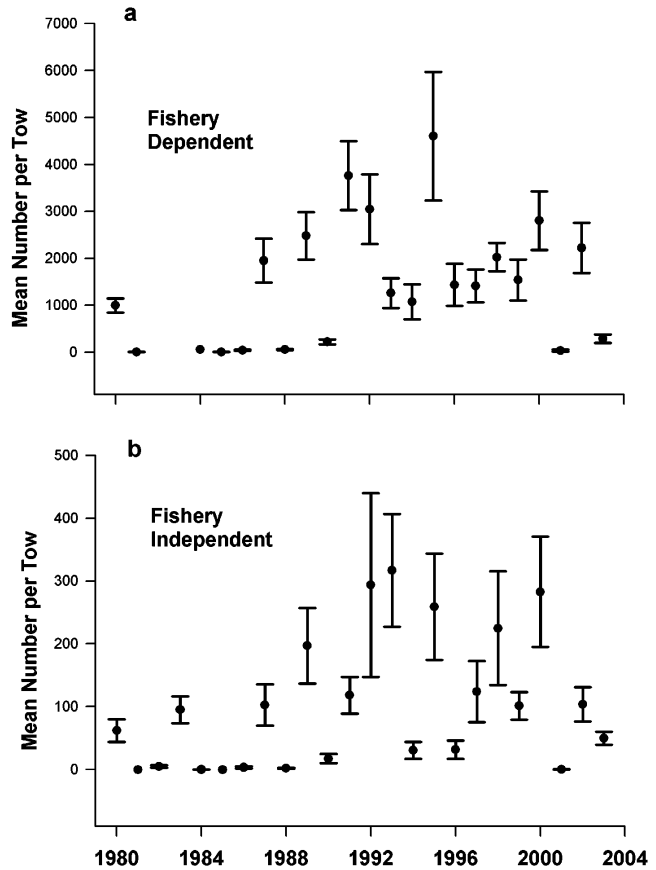 a
7000
6000
5000
4000
3000
2000
1000
0
Mean Number per Tow
Fishery
Dependent
b
500
400
300
200
100
0
Mean Number per Tow
Fishery
Independent
1980 1984 1988 1992 1996 2000 2004